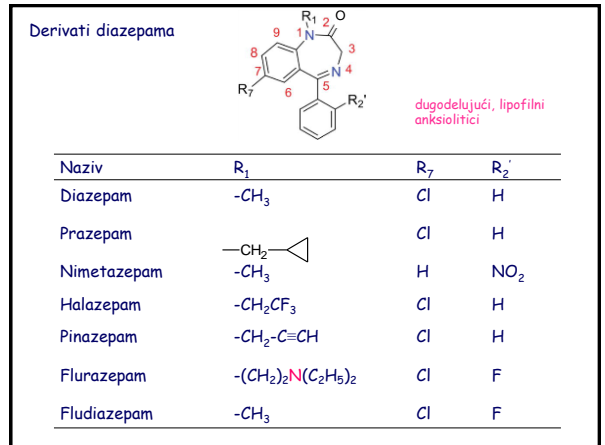 Derivati diazepama
R₁
O
9
1
N
2
8
3
7
N
4
R₇
6
5
R₂'
dugodelujući, lipofilni
anksiolitici
Naziv R₁ R₇ R₂'
Diazepam -CH₃ Cl H
Prazepam —CH₂— Cl H
Nimetazepam -CH₃ H NO₂
Halazepam -CH₂CF₃ Cl H
Pinazepam -CH₂-C≡CH Cl H
Flurazepam -(CH₂)₂N(C₂H₅)₂ Cl F
Fludiazepam -CH₃ Cl F